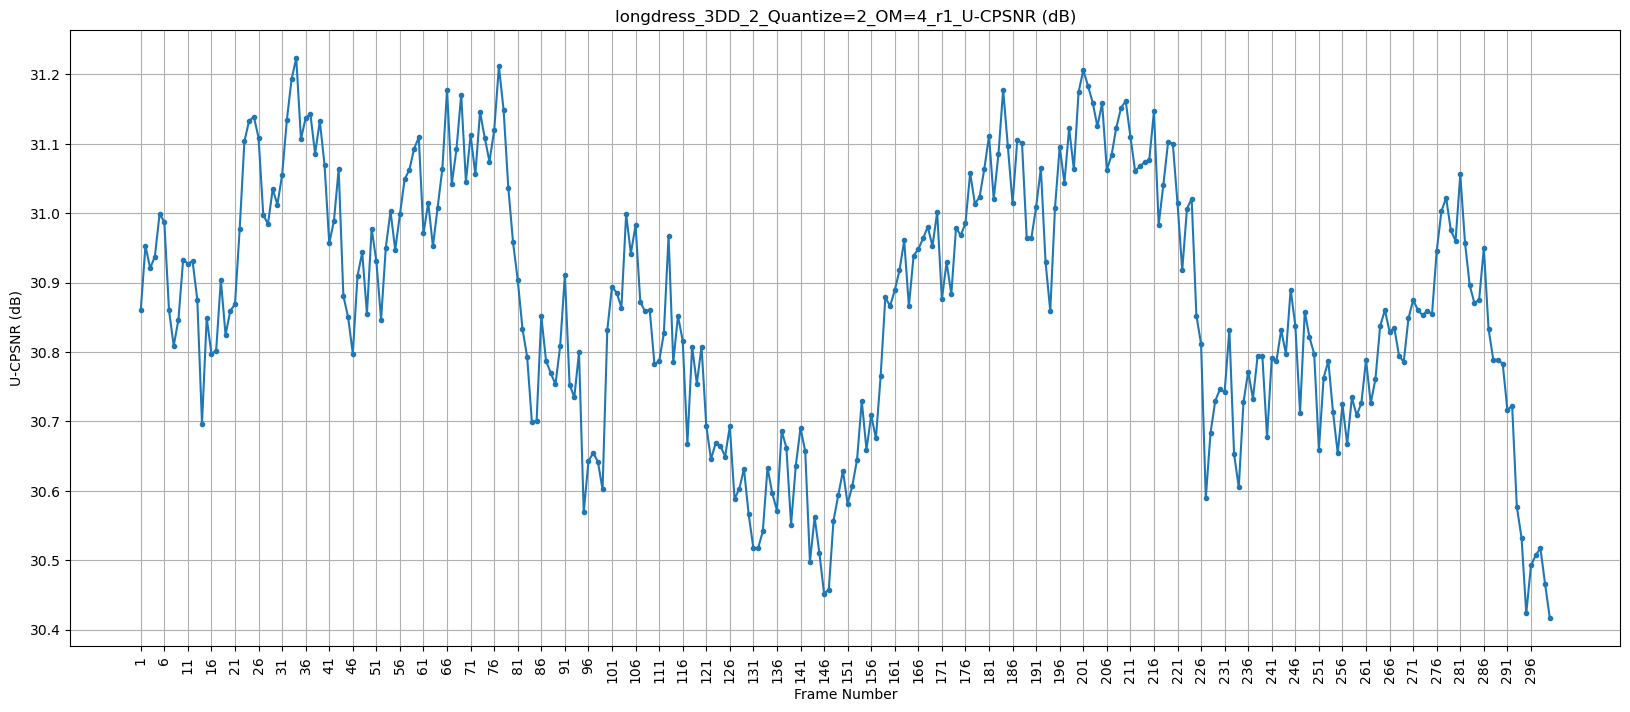 longdress_3DD_2_Quantize=2_OM=4_r1_U-CPSNR (dB)
31.2
31.1
31.0
30.9
30.8
30.7
30.6
30.5
30.4
U-CPSNR (dB)
1 6 11 16 21 26 31 36 41 46 51 56 61 66 71 76 81 86 91 96 101 106 111 116 121 126 131 136 141 146 151 156 161 166 171 176 181 186 191 196 201 206 211 216 221 226 231 236 241 246 251 256 261 266 271 276 281 286 291 296
Frame Number